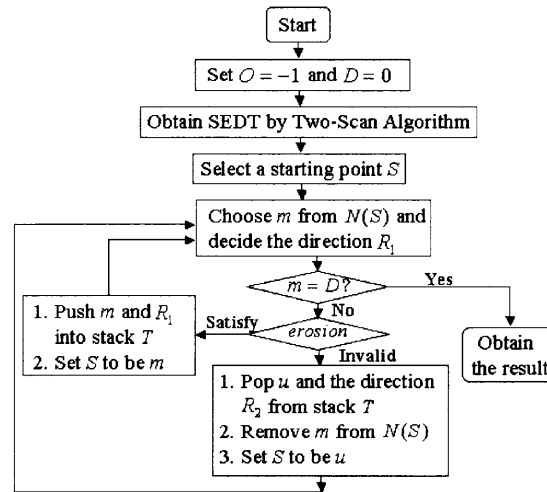 Start
Set O = -1 and D = 0
Obtain SEDT by Two-Scan Algorithm
Select a starting point S
Choose m from N(S) and
decide the direction R₁
m = D?
Yes
No
1. Push m and R₁
into stack T
2. Set S to be m
Satisfy
erosion
Invalid
Obtain
the result
1. Pop u and the direction
R₂ from stack T
2. Remove m from N(S)
3. Set S to be u